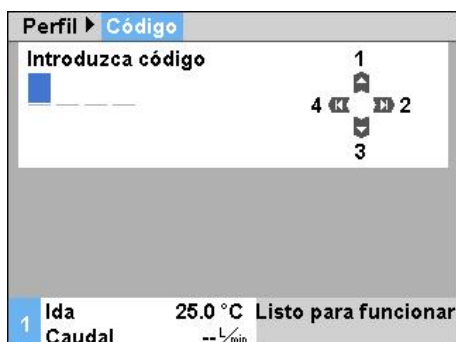 Perfil Código
Introduzca código
1
4 2
3
1
Ida 25.0 °C Listo para funcionar
Caudal -- L/min